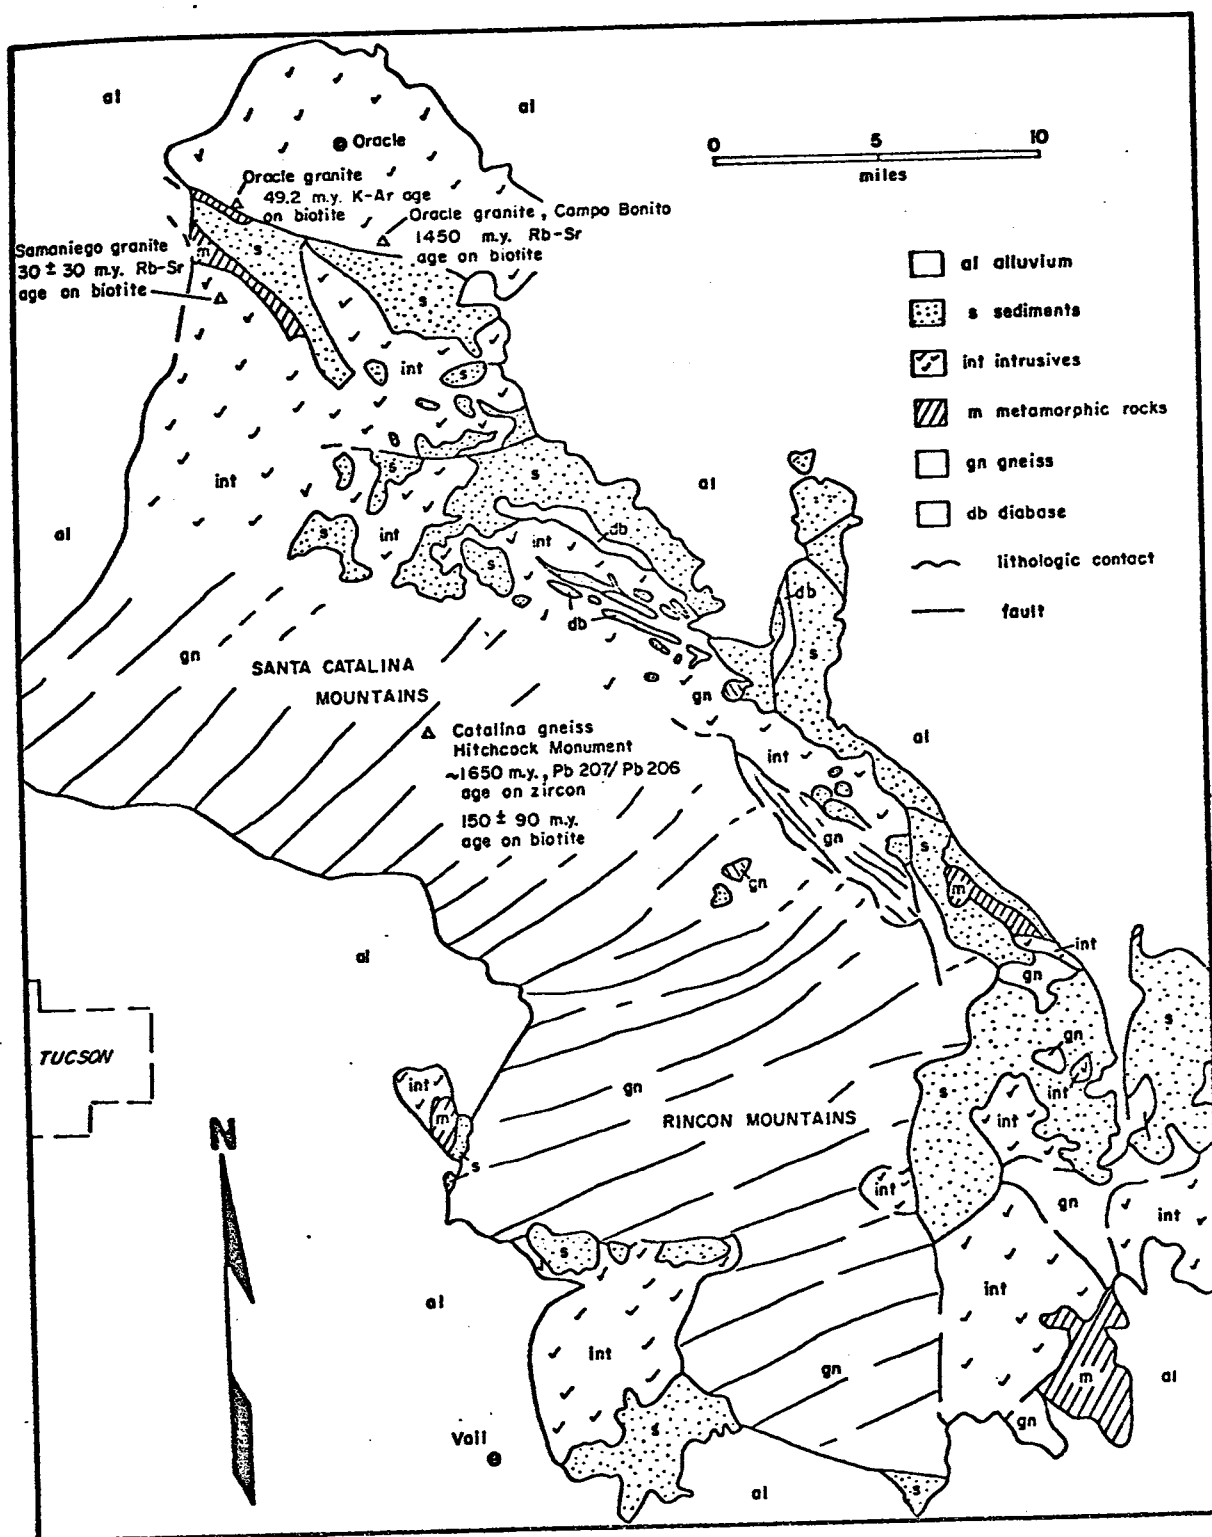 al
al
Oracle
0 5 10
miles
Oracle granite
49.2 m.y. K-Ar age
on biotite
Oracle granite, Campo Bonito
1450 m.y. Rb-Sr
age on biotite
Samaniego granite
30 ± 30 m.y. Rb-Sr
age on biotite
s
m
s
al alluvium
s sediments
int intrusives
m metamorphic rocks
gn gneiss
db diabase
lithologic contact
fault
int
s
s
s
al
int
al
s
int
int
db
s
db
db
s
gn
SANTA CATALINA
MOUNTAINS
gn
Catalina gneiss
Hitchcock Monument
~1650 m.y., Pb 207/Pb 206
age on zircon
150 ± 90 m.y.
age on biotite
al
int
gn
s
gn
m
al
int
gn
s
gn
TUCSON
int
gn
s
int
int
m
RINCON MOUNTAINS
s
int
gn
int
N
s
al
int
int
gn
m
al
s
gn
Vail
s
al